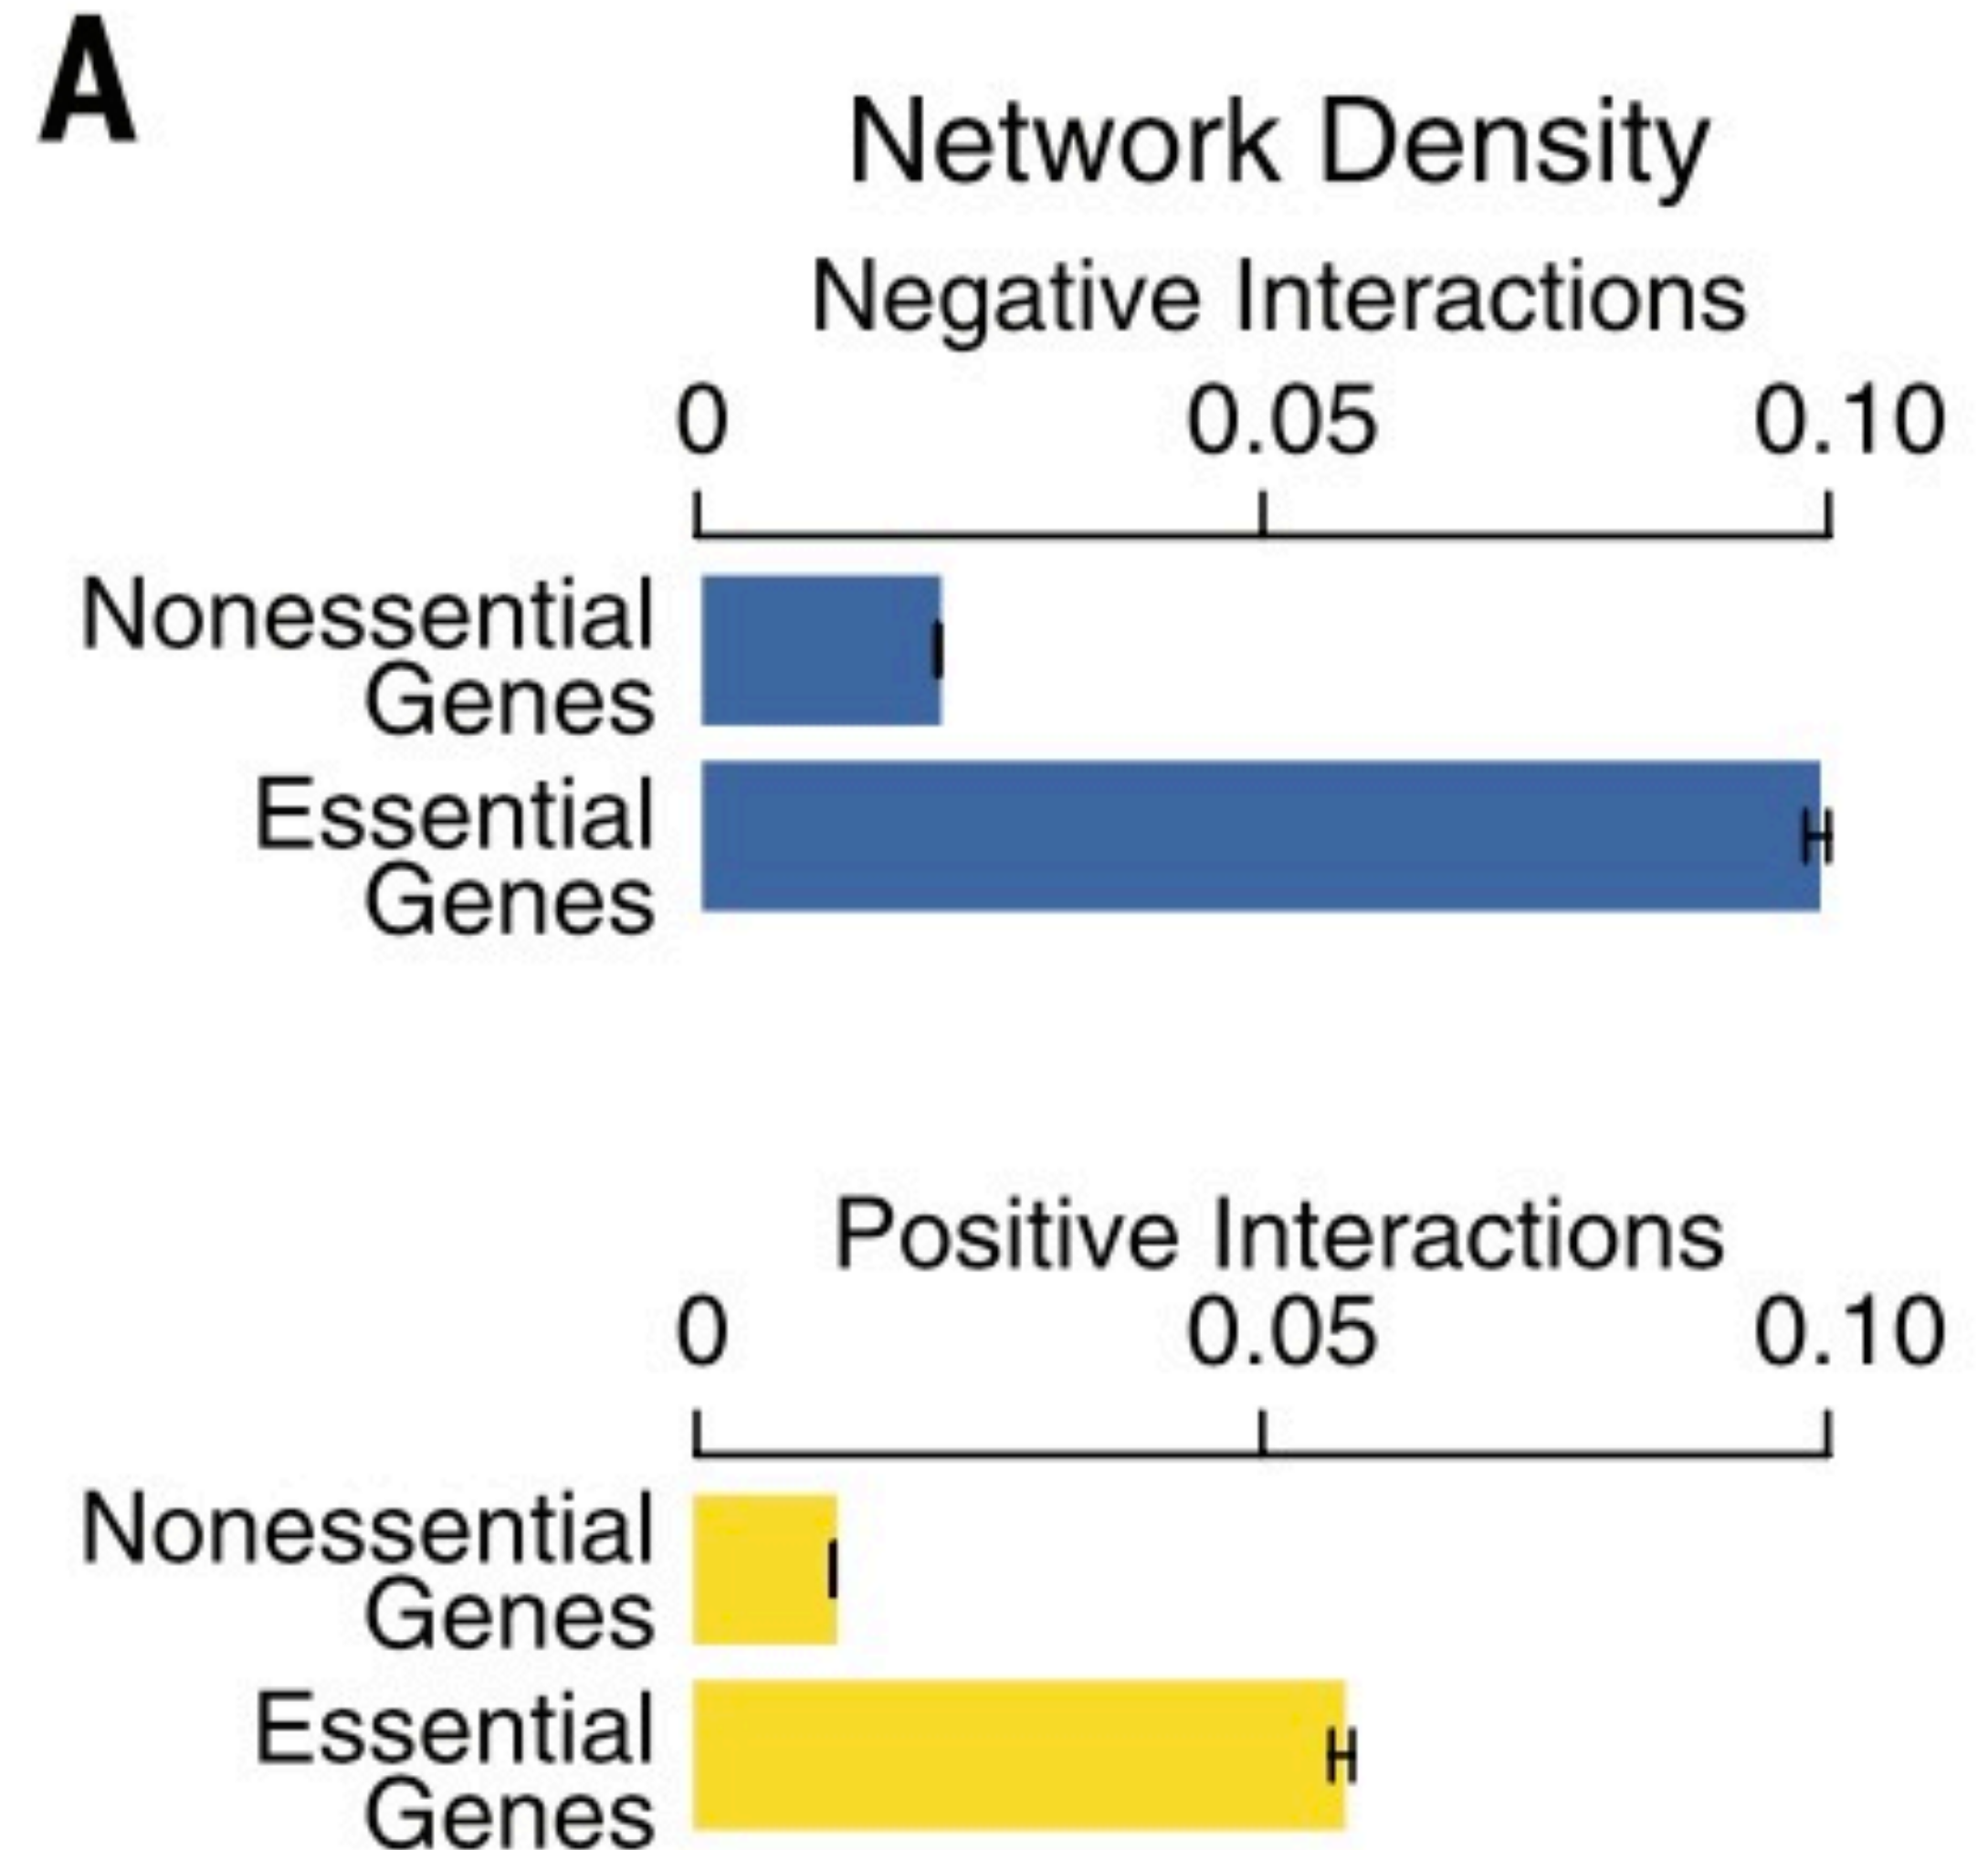 A
Network Density
Negative Interactions
0 0.05 0.10
Nonessential
Genes
Essential
Genes
Positive Interactions
0 0.05 0.10
Nonessential
Genes
Essential
Genes